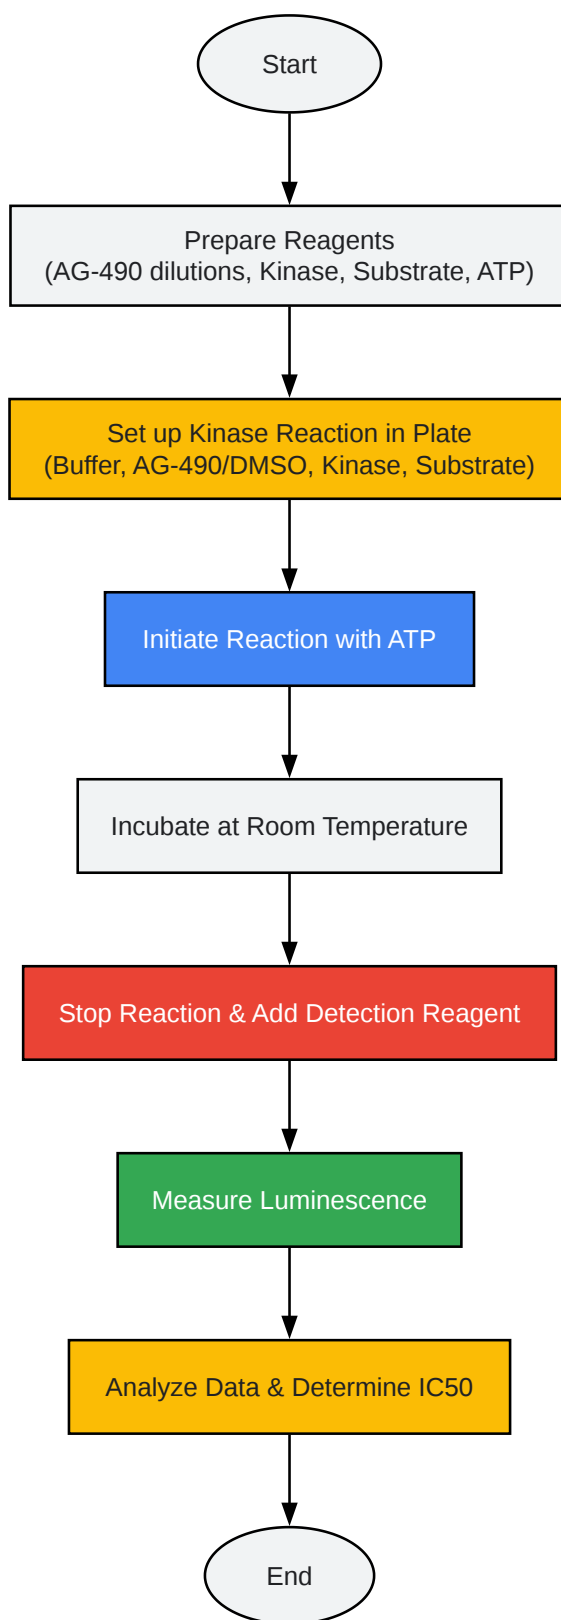 Start
Prepare Reagents
(AG-490 dilutions, Kinase, Substrate, ATP)
Set up Kinase Reaction in Plate
(Buffer, AG-490/DMSO, Kinase, Substrate)
Initiate Reaction with ATP
Incubate at Room Temperature
Stop Reaction & Add Detection Reagent
Measure Luminescence
Analyze Data & Determine IC50
End